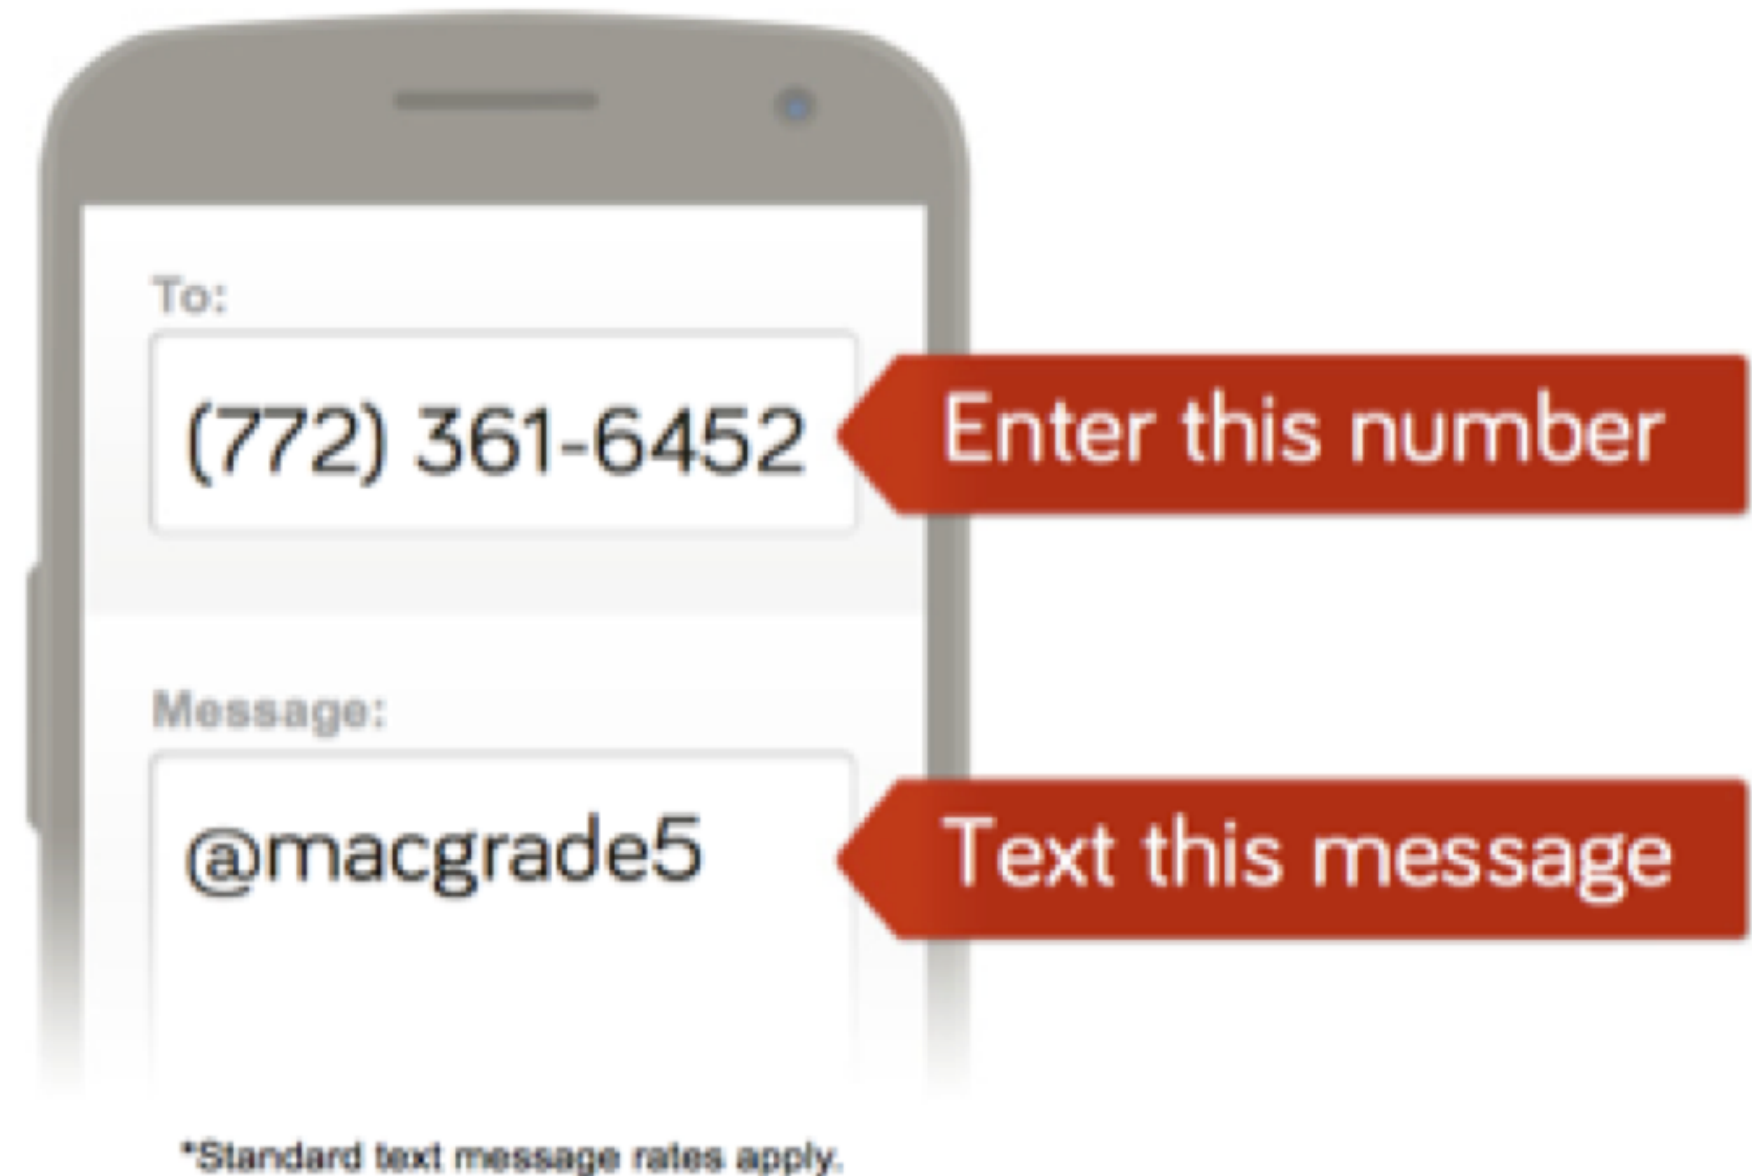 To:
(772) 361-6452
Enter this number
Message:
@macgrade5
Text this message
*Standard text message rates apply.